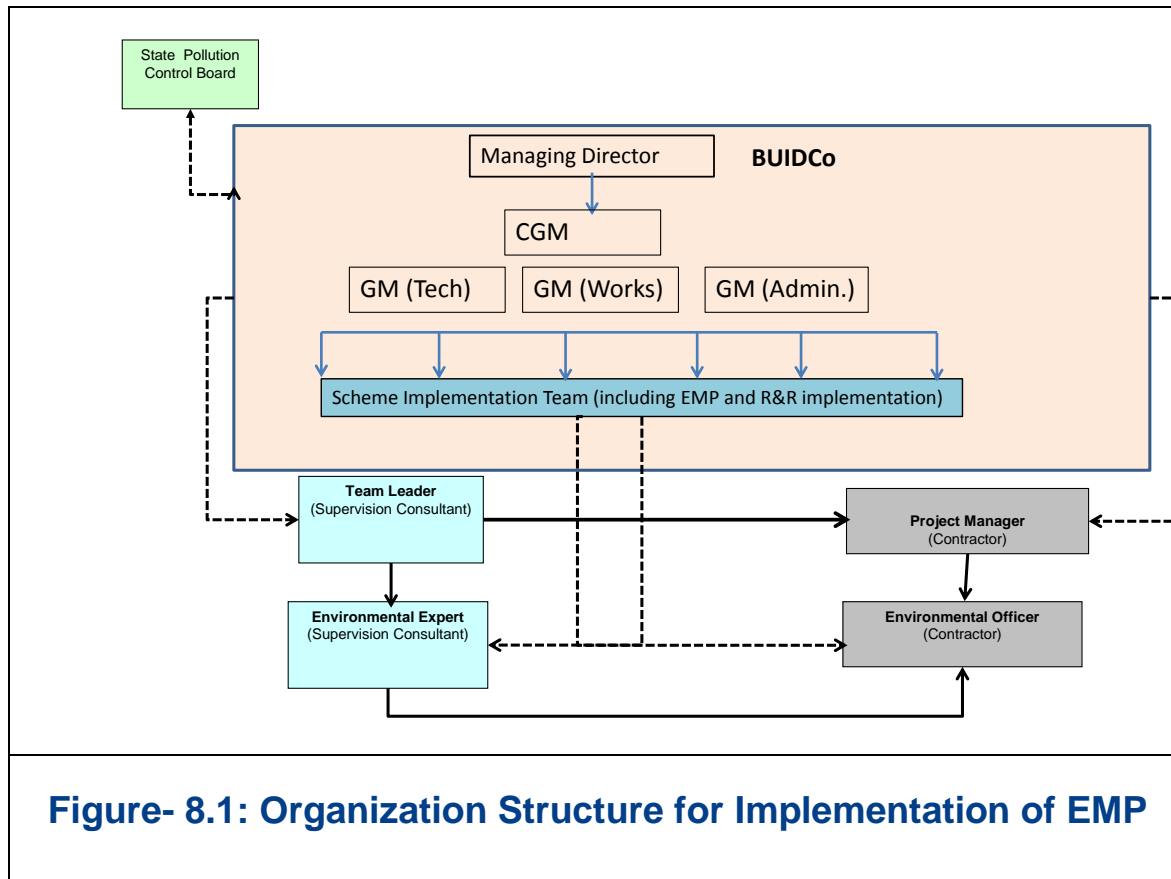 State Pollution
Control Board
Managing Director
BUIDCo
CGM
GM (Tech)
GM (Works)
GM (Admin.)
Scheme Implementation Team (including EMP and R&R implementation)
Team Leader
(Supervision Consultant)
Project Manager
(Contractor)
Environmental Expert
(Supervision Consultant)
Environmental Officer
(Contractor)
Figure- 8.1: Organization Structure for Implementation of EMP